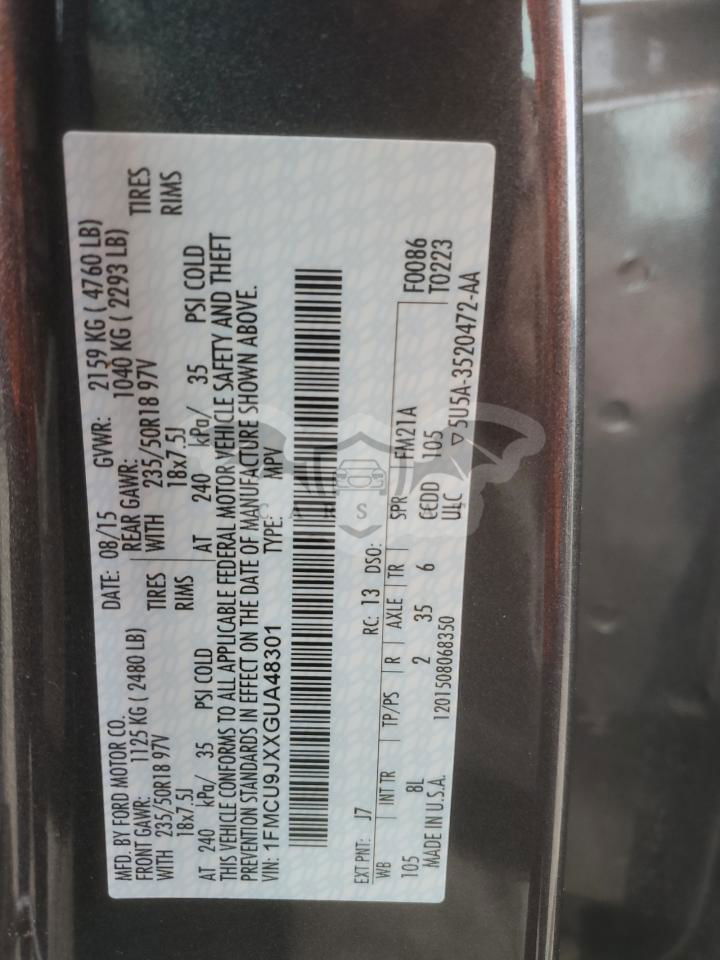 MFD. BY FORD MOTOR CO. DATE: 08/15 GVWR: 2159 KG ( 4760 LB)
FRONT GAWR: 1125 KG ( 2480 LB) REAR GAWR: 1040 KG ( 2293 LB)
WITH 235/50R18 97V TIRES WITH 235/50R18 97V TIRES
18x7.5J RIMS 18x7.5J RIMS
AT 240 kPa/ 35 PSI COLD AT 240 kPa/ 35 PSI COLD
THIS VEHICLE CONFORMS TO ALL APPLICABLE FEDERAL MOTOR VEHICLE SAFETY AND THEFT
PREVENTION STANDARDS IN EFFECT ON THE DATE OF MANUFACTURE SHOWN ABOVE.
VIN: 1FMCU9JXXGUA48301 TYPE: MPV
EXT PNT: J7 RC: 13 DSO: F0086
WB INT TR TP/PS R AXLE TR SPR FM21A T0223
105 8L 2 35 6 CEDD 105
MADE IN U.S.A. 1201508068350 ULC ▽5U5A-3520472-AA
CARS